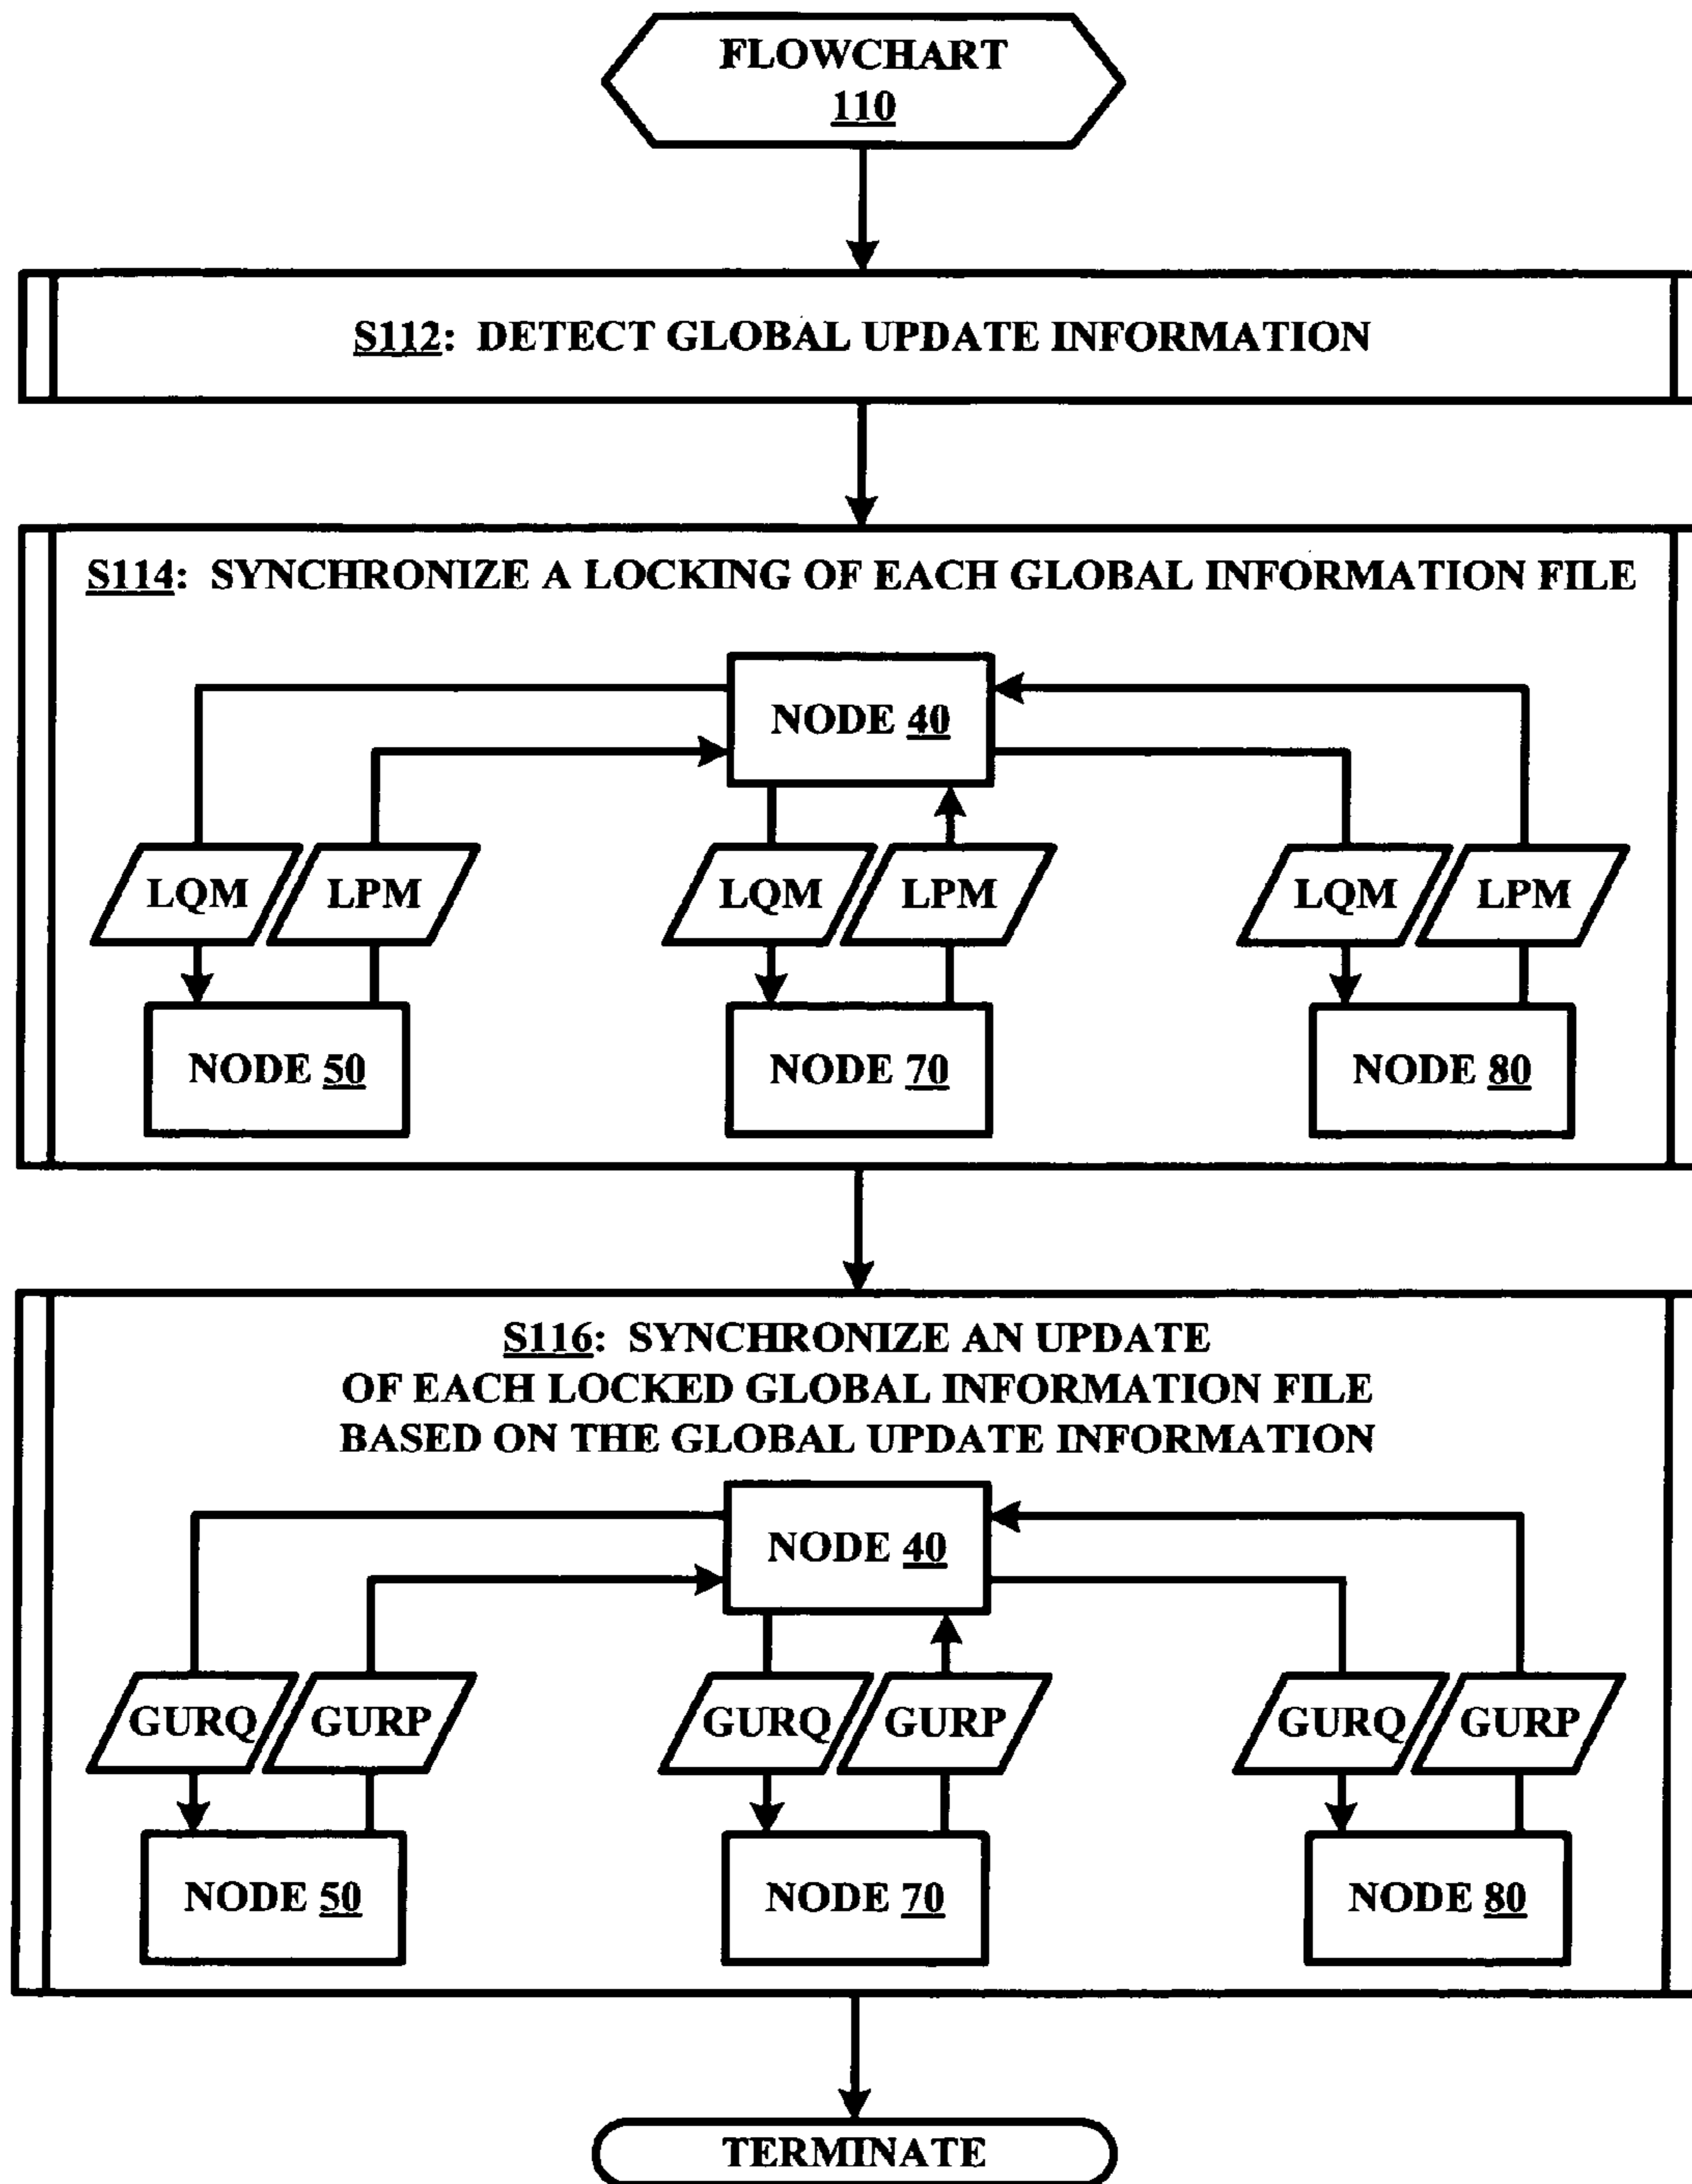 FLOWCHART
110
S112: DETECT GLOBAL UPDATE INFORMATION
S114: SYNCHRONIZE A LOCKING OF EACH GLOBAL INFORMATION FILE
NODE 40
LQM LPM LQM LPM LQM LPM
NODE 50 NODE 70 NODE 80
S116: SYNCHRONIZE AN UPDATE
OF EACH LOCKED GLOBAL INFORMATION FILE
BASED ON THE GLOBAL UPDATE INFORMATION
NODE 40
GURQ GURP GURQ GURP GURQ GURP
NODE 50 NODE 70 NODE 80
TERMINATE